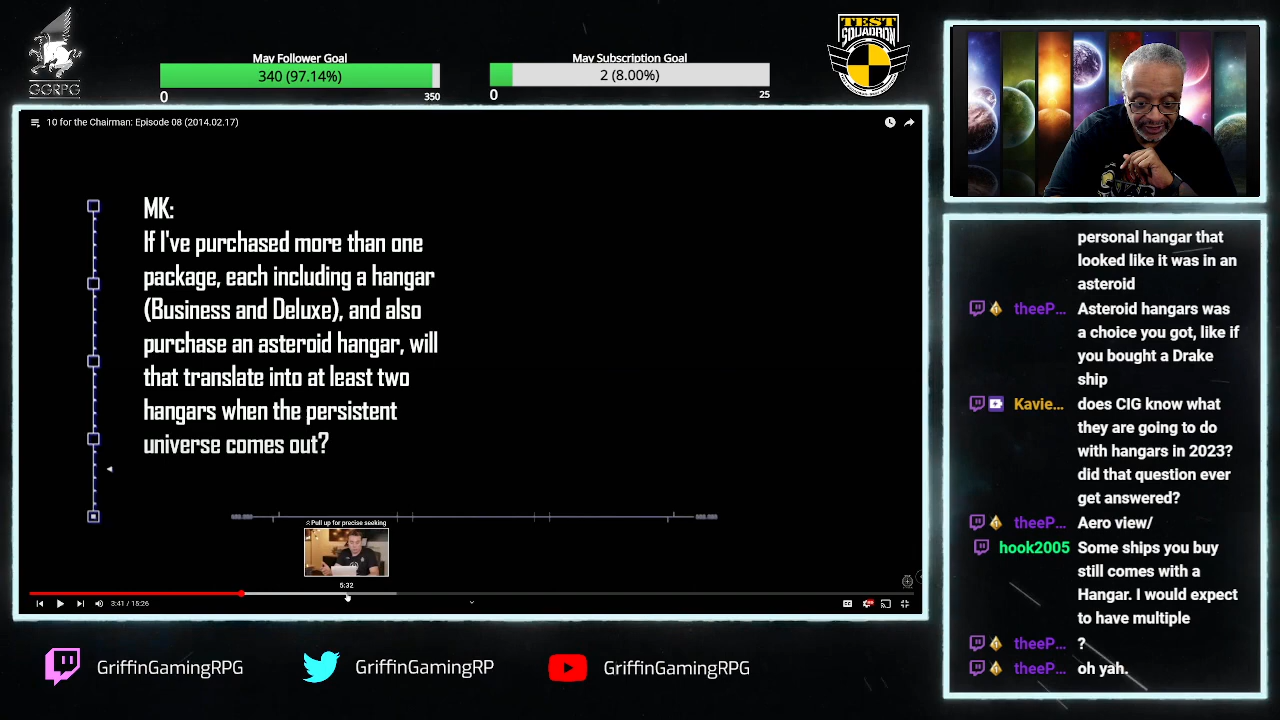 GGRPG
May Follower Goal
340 (97.14%)
0
350
May Subscription Goal
2 (8.00%)
0
25
TEST
SQUADRON
10 for the Chairman: Episode 08 (2014.02.17)
MK:
If I've purchased more than one
package, each including a hangar
(Business and Deluxe), and also
purchase an asteroid hangar, will
that translate into at least two
hangars when the persistent
universe comes out?
Pull up for precise seeking
5:32
3:41 / 15:26
personal hangar that
looked like it was in an
asteroid
theeP... Asteroid hangars was
a choice you got, like if
you bought a Drake
ship
Kavie... does CIG know what
they are going to do
with hangars in 2023?
did that question ever
get answered?
theeP... Aero view/
hook2005 Some ships you buy
still comes with a
Hangar. I would expect
to have multiple
theeP... ?
theeP... oh yah.
GriffinGamingRPG
GriffinGamingRP
GriffinGamingRPG